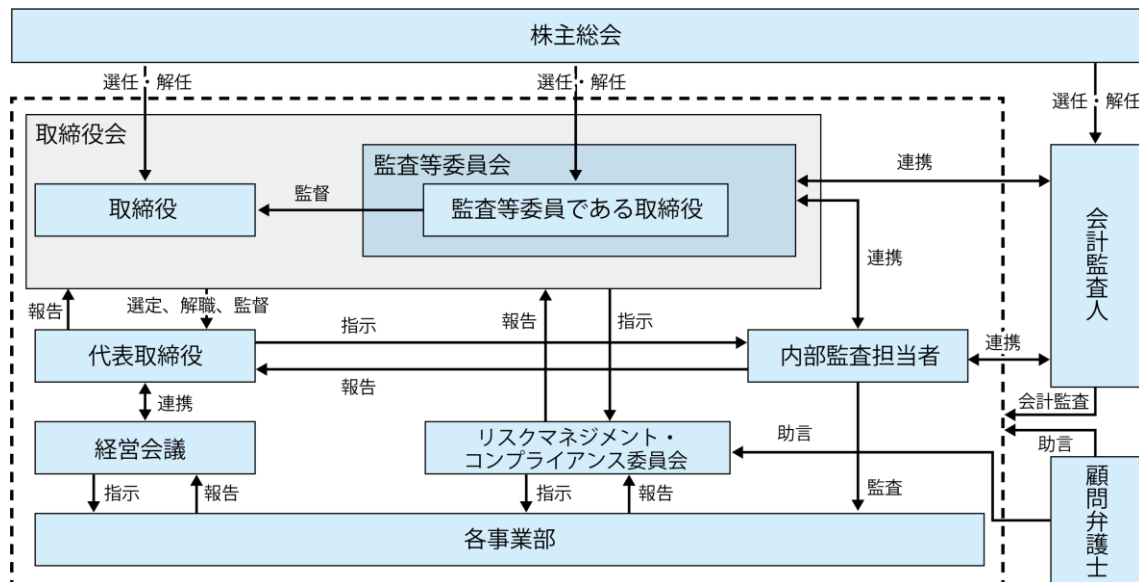 株主総会
選任・解任
選任・解任
選任・解任
取締役会
監査等委員会
取締役
監督
監査等委員である取締役
連携
会計監査人
連携
報告
選定、解職、監督
報告
指示
代表取締役
指示
内部監査担当者
連携
報告
連携
会計監査
経営会議
リスクマネジメント・
コンプライアンス委員会
助言
助言
指示
報告
指示
報告
監査
顧問弁護士
各事業部